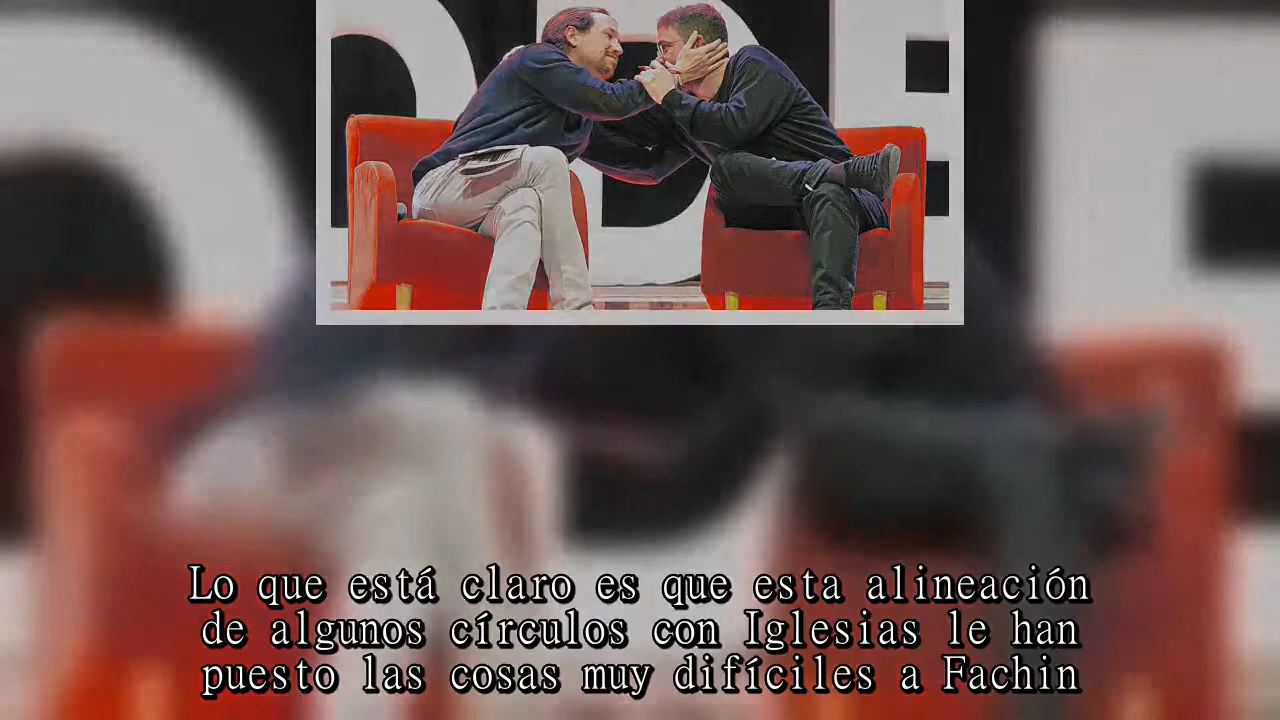 Lo que está claro es que esta alineación
de algunos círculos con Iglesias le han
puesto las cosas muy difíciles a Fachin